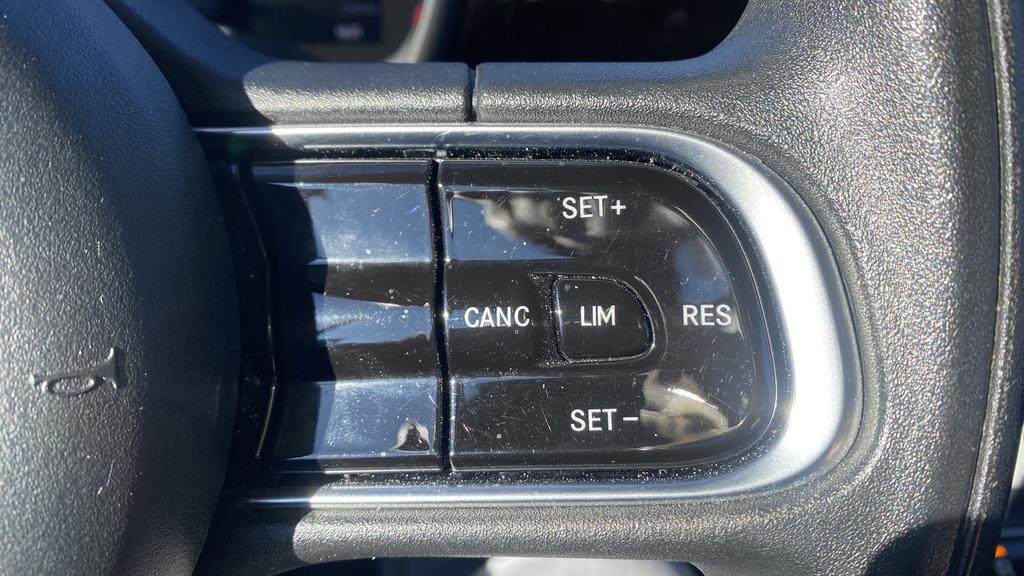 SET+
CANC LIM RES
SET-